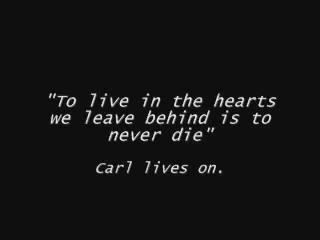 "To live in the hearts
we leave behind is to
never die"
Carl lives on.